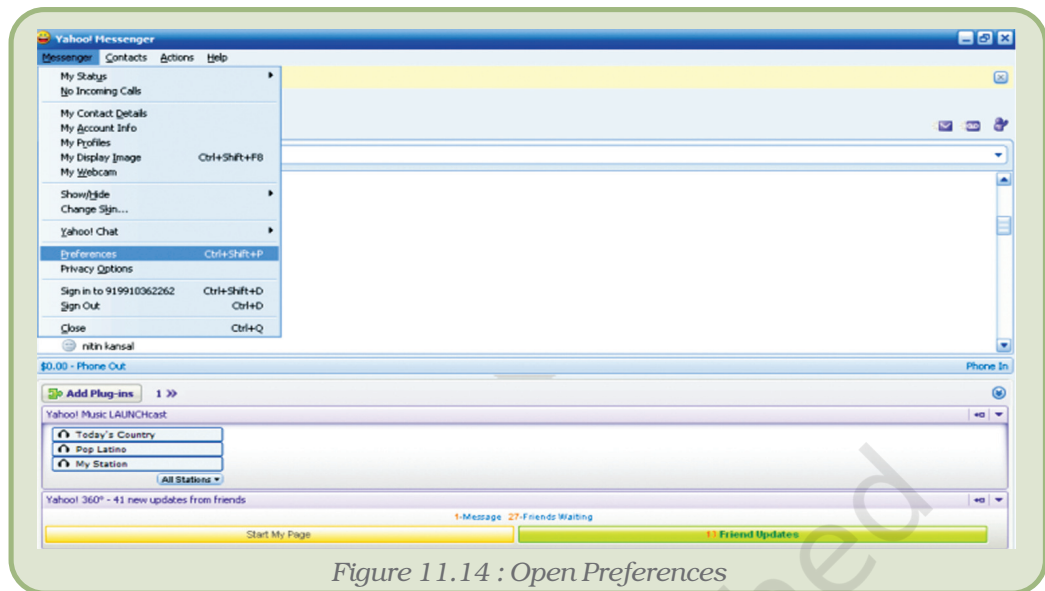 Yahoo! Messenger
Messenger Contacts Actions Help
My Status
No Incoming Calls
My Contact Details
My Account Info
My Profiles
My Display Image Ctrl+Shift+F8
My Webcam
Show/Hide
Change Skin...
Yahoo! Chat
Preferences Ctrl+Shift+P
Privacy Options
Sign in to 919910362262 Ctrl+Shift+D
Sign Out Ctrl+D
Close Ctrl+Q
nitin kansal
$0.00 - Phone Out Phone In
Add Plug-ins 1 »
Yahoo! Music LAUNCHcast
Today's Country
Pop Latino
My Station
All Stations
Yahoo! 360° - 41 new updates from friends
1-Message 27-Friends Waiting
Start My Page 11 Friend Updates
Figure 11.14 : Open Preferences